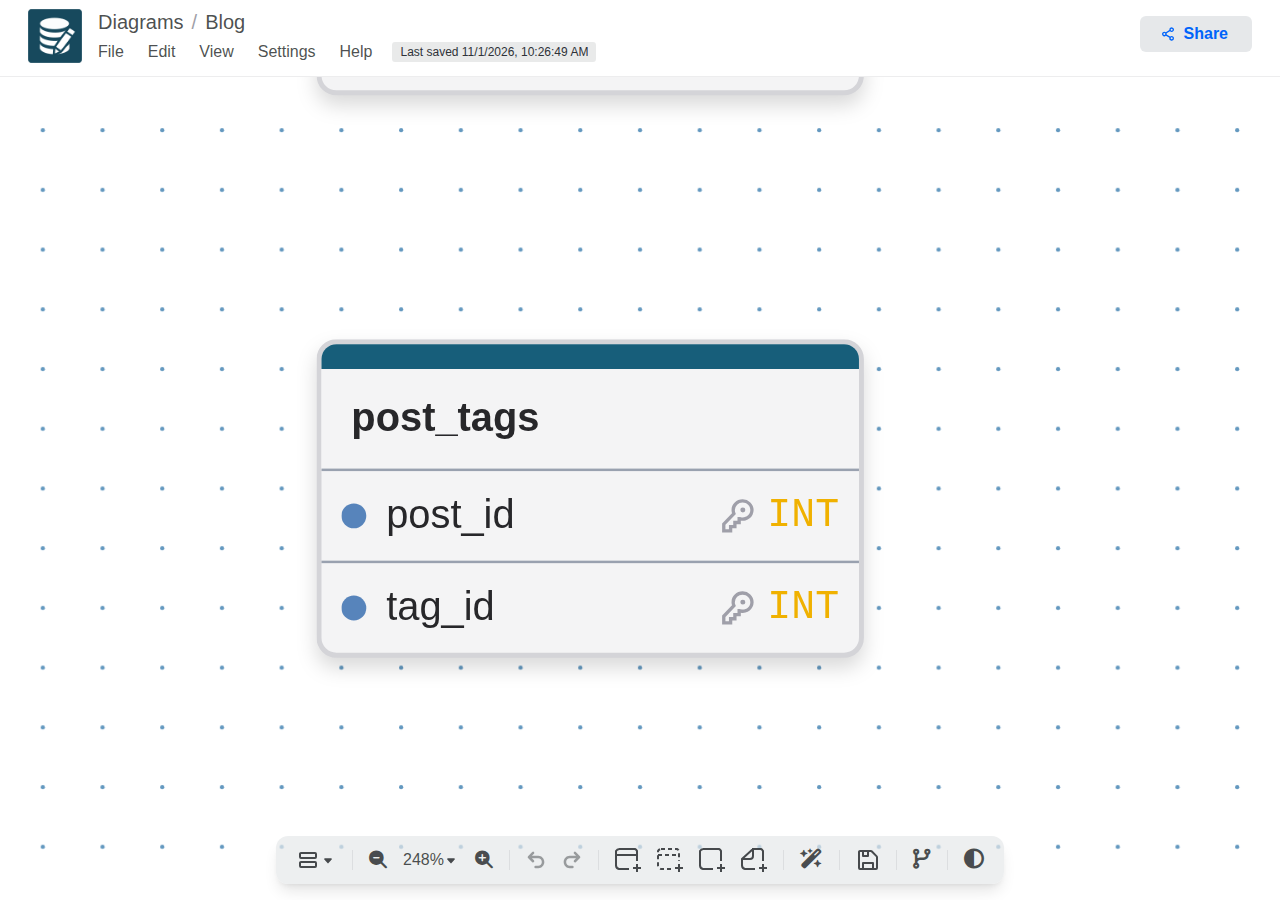 Diagrams / Blog
File Edit View Settings Help Last saved 11/1/2026, 10:26:49 AM
Share
post_tags
post_id INT
tag_id INT
248%